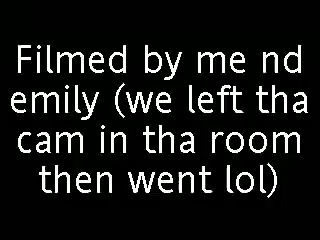 Filmed by me nd
emily (we left tha
cam in tha room
then went lol)